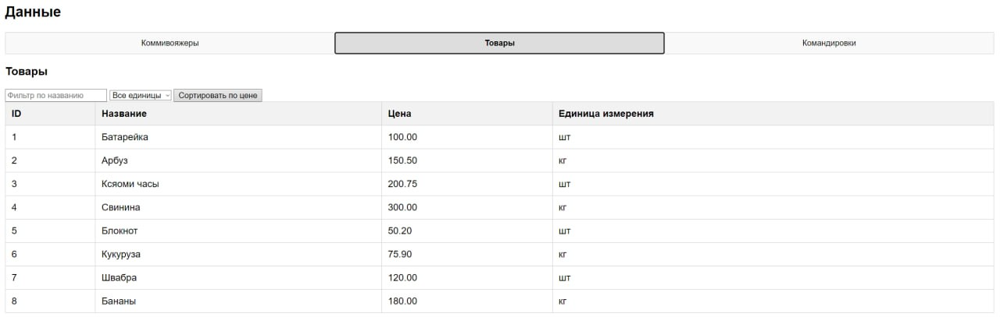 Данные
Коммивояжеры Товары Командировки
Товары
Фильтр по названию Все единицы Сортировать по цене
ID Название Цена Единица измерения
1 Батарейка 100.00 шт
2 Арбуз 150.50 кг
3 Ксяоми часы 200.75 шт
4 Свинина 300.00 кг
5 Блокнот 50.20 шт
6 Кукуруза 75.90 кг
7 Швабра 120.00 шт
8 Бананы 180.00 кг